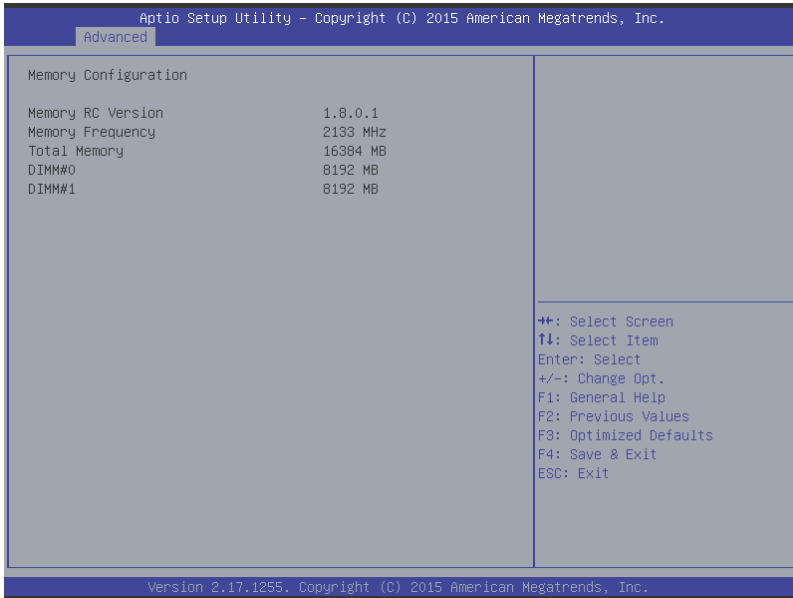 Aptio Setup Utility – Copyright (C) 2015 American Megatrends, Inc.
Advanced
Memory Configuration
Memory RC Version 1.8.0.1
Memory Frequency 2133 MHz
Total Memory 16384 MB
DIMM#0 8192 MB
DIMM#1 8192 MB
→←: Select Screen
↑↓: Select Item
Enter: Select
+/-: Change Opt.
F1: General Help
F2: Previous Values
F3: Optimized Defaults
F4: Save & Exit
ESC: Exit
Version 2.17.1255. Copyright (C) 2015 American Megatrends, Inc.